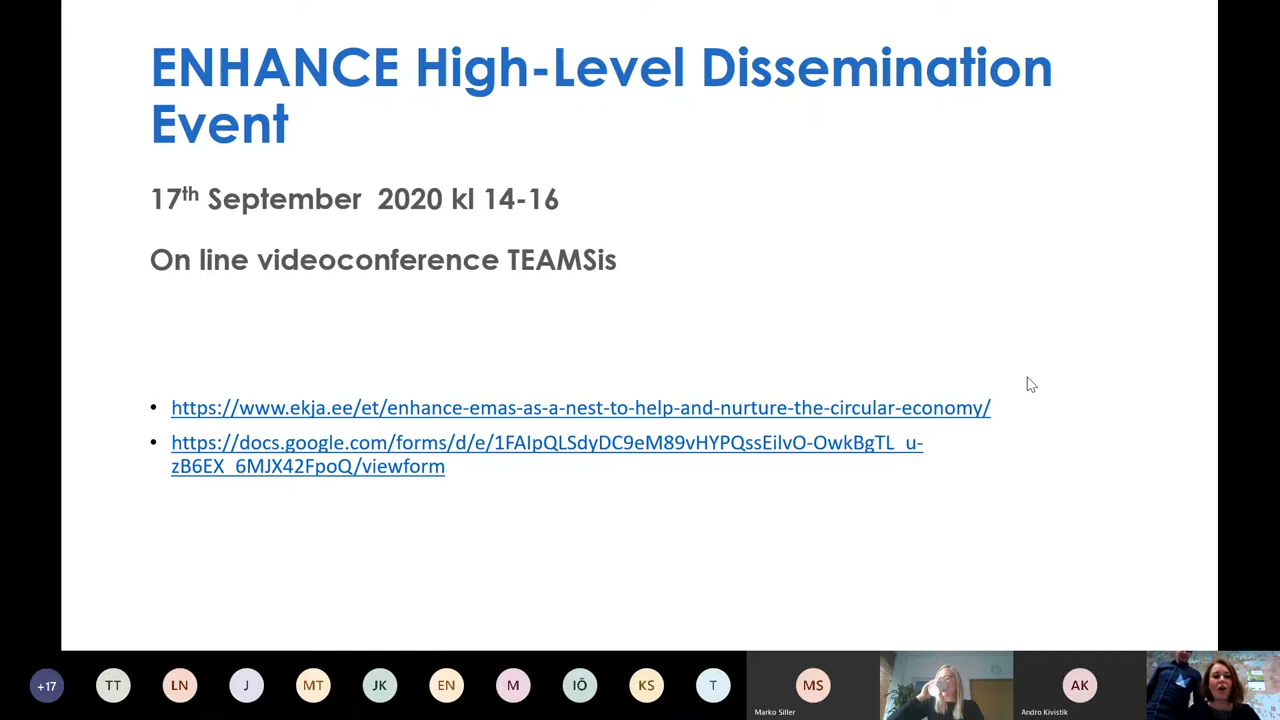 ENHANCE High-Level Dissemination
Event
17th September 2020 kl 14-16
On line videoconference TEAMSis
• https://www.ekja.ee/et/enhance-emas-as-a-nest-to-help-and-nurture-the-circular-economy/
• https://docs.google.com/forms/d/e/1FAIpQLSdyDC9eM89vHYPQssEilvO-OwkBgTL_u-
zB6EX_6MJX42FpoQ/viewform
+17 TT LN J MT JK EN M IÖ KS T MS AK
Marko Siller Andro Kivistik